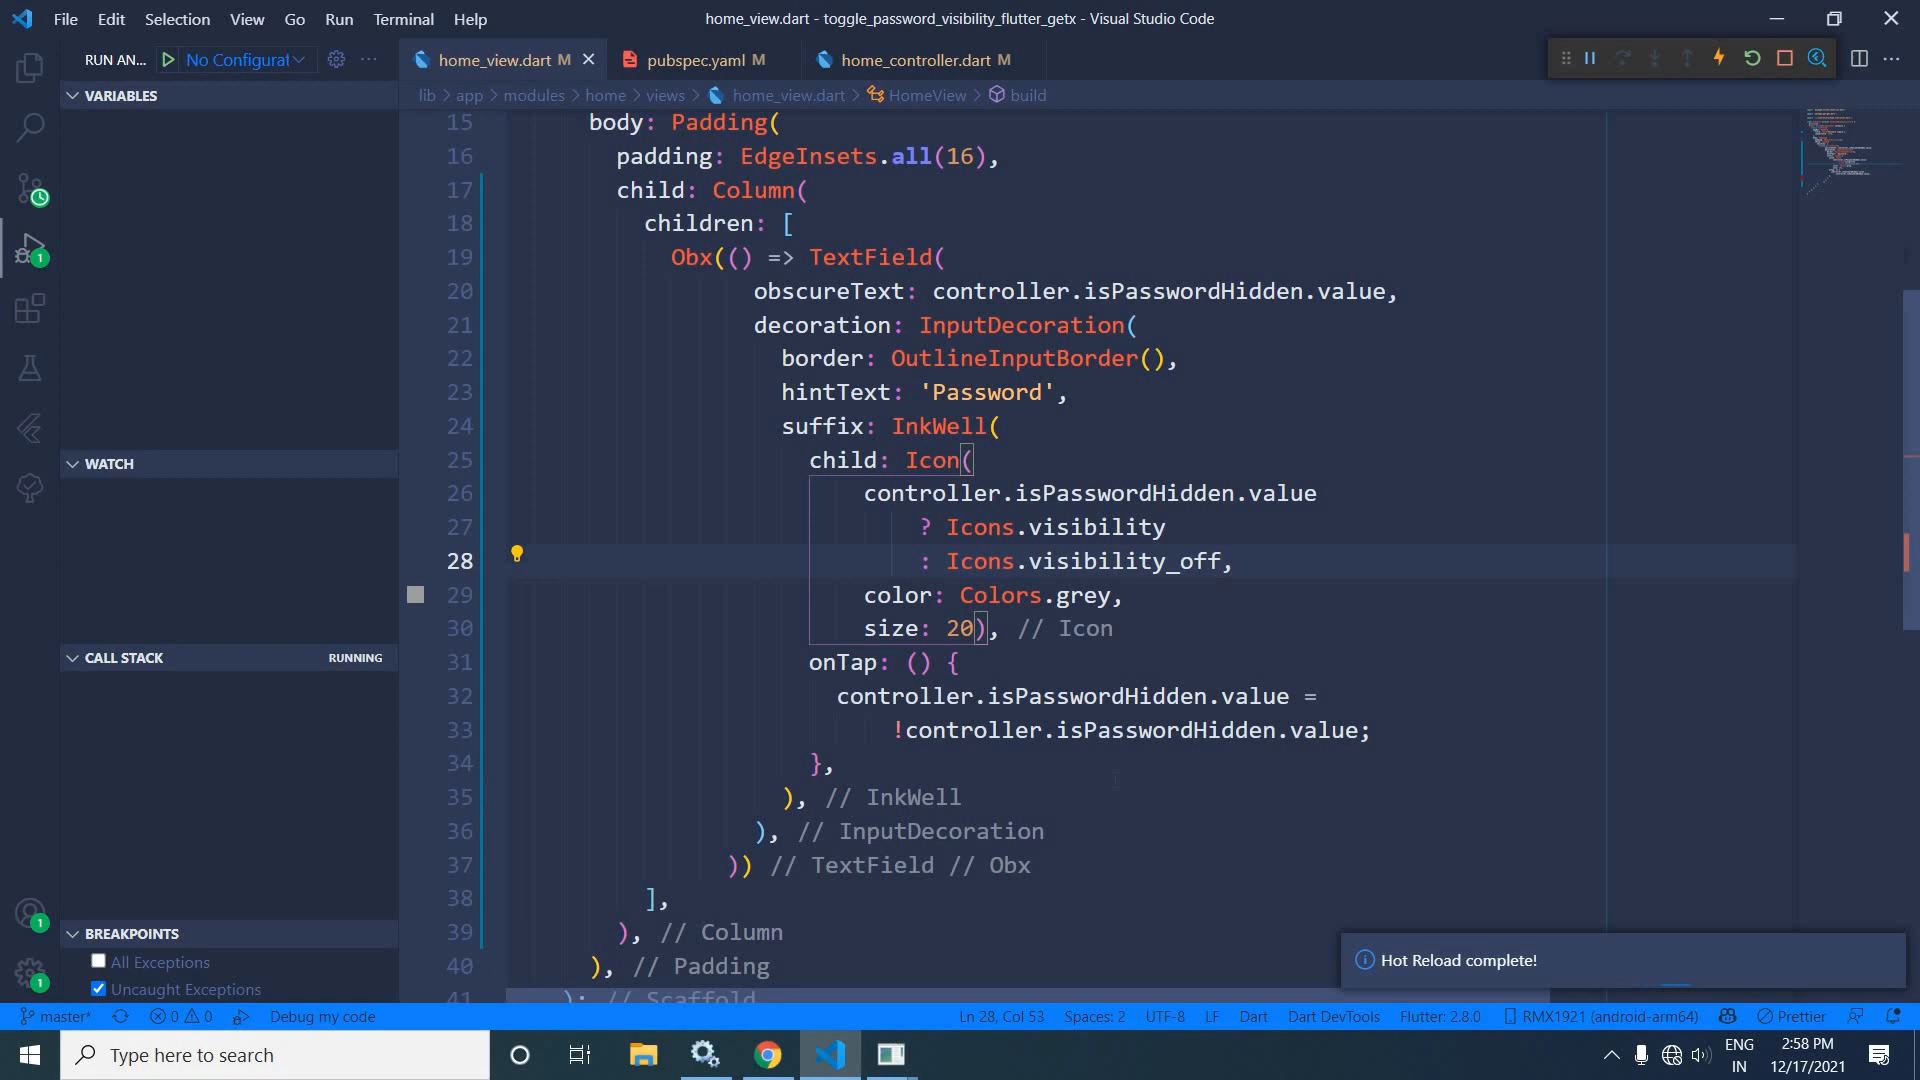 File Edit Selection View Go Run Terminal Help
home_view.dart - toggle_password_visibility_flutter_getx - Visual Studio Code
RUN AN... No Configurat
home_view.dart M
pubspec.yaml M
home_controller.dart M
VARIABLES
lib > app > modules > home > views > home_view.dart > HomeView > build
15 body: Padding(
16 padding: EdgeInsets.all(16),
17 child: Column(
18 children: [
19 Obx(() => TextField(
20 obscureText: controller.isPasswordHidden.value,
21 decoration: InputDecoration(
22 border: OutlineInputBorder(),
23 hintText: 'Password',
24 suffix: InkWell(
25 child: Icon(
26 controller.isPasswordHidden.value
27 ? Icons.visibility
28 : Icons.visibility_off,
29 color: Colors.grey,
30 size: 20), // Icon
31 onTap: () {
32 controller.isPasswordHidden.value =
33 !controller.isPasswordHidden.value;
34 },
35 ), // InkWell
36 ), // InputDecoration
37 )) // TextField // Obx
38 ],
39 ), // Column
40 ), // Padding
41 ); // Scaffold
WATCH
CALL STACK RUNNING
BREAKPOINTS
All Exceptions
Uncaught Exceptions
1
1
1
Hot Reload complete!
master* 0 0 Debug my code
Ln 28, Col 53 Spaces: 2 UTF-8 LF Dart Dart DevTools Flutter: 2.8.0 RMX1921 (android-arm64) Prettier
Type here to search
ENG
IN
2:58 PM
12/17/2021